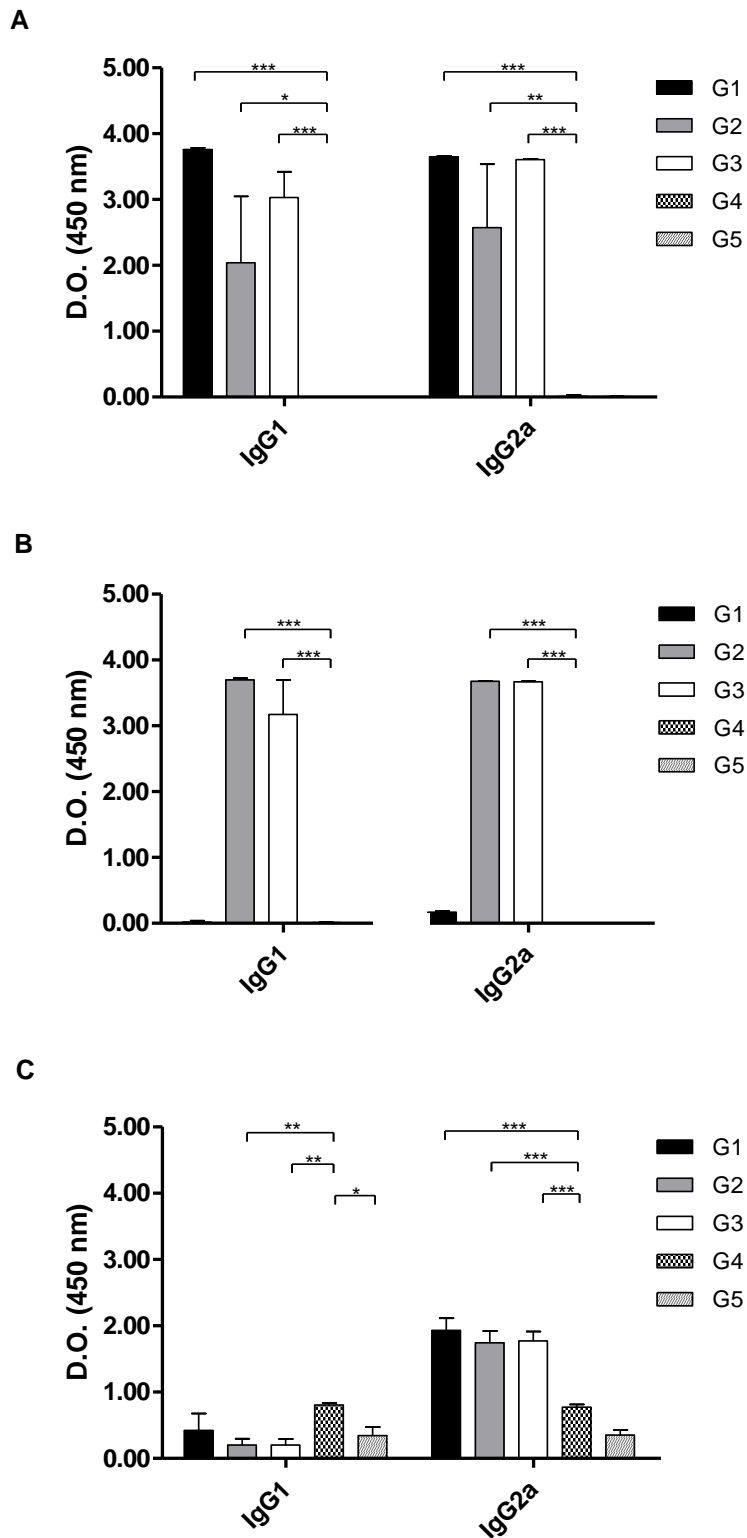 A
5.00
4.00
3.00
2.00
1.00
0.00
D.O. (450 nm)
***
*
***
***
**
***
IgG1
IgG2a
G1
G2
G3
G4
G5
B
5.00
4.00
3.00
2.00
1.00
0.00
D.O. (450 nm)
***
***
***
***
IgG1
IgG2a
G1
G2
G3
G4
G5
C
5.00
4.00
3.00
2.00
1.00
0.00
D.O. (450 nm)
**
**
*
***
***
***
IgG1
IgG2a
G1
G2
G3
G4
G5